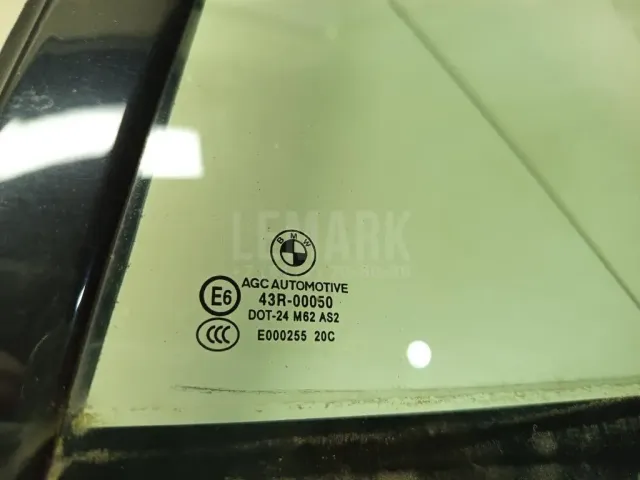 LEMARK
BMW
AGC AUTOMOTIVE
E6
43R-00050
DOT-24 M62 AS2
CCC
E000255 20C